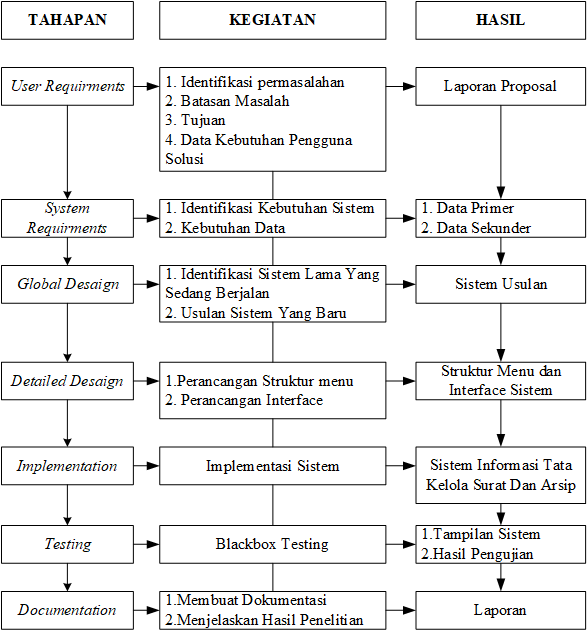 TAHAPAN
KEGIATAN
HASIL
User Requirments
1. Identifikasi permasalahan
2. Batasan Masalah
3. Tujuan
4. Data Kebutuhan Pengguna
Solusi
Laporan Proposal
System
Requirments
1. Identifikasi Kebutuhan Sistem
2. Kebutuhan Data
1. Data Primer
2. Data Sekunder
Global Desaign
1. Identifikasi Sistem Lama Yang
Sedang Berjalan
2. Usulan Sistem Yang Baru
Sistem Usulan
Detailed Desaign
1.Perancangan Struktur menu
2. Perancangan Interface
Struktur Menu dan
Interface Sistem
Implementation
Implementasi Sistem
Sistem Informasi Tata
Kelola Surat Dan Arsip
Testing
Blackbox Testing
1.Tampilan Sistem
2.Hasil Pengujian
Documentation
1.Membuat Dokumentasi
2.Menjelaskan Hasil Penelitian
Laporan